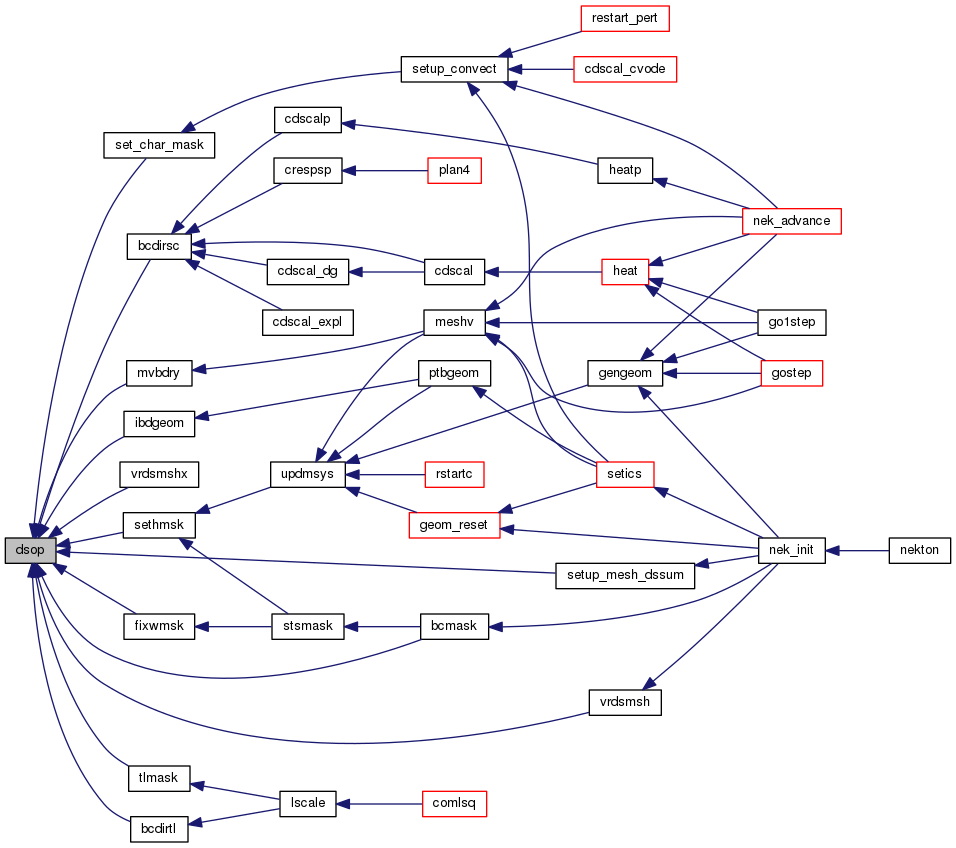 restart_pert
setup_convect
cdscal_cvode
cdscalp
set_char_mask
crespsp
plan4
heatp
nek_advance
bcdirsc
cdscal_dg
cdscal
heat
cdscal_expl
meshv
go1step
mvbdry
ptbgeom
gengeom
gostep
ibdgeom
vrdsmshx
updmsys
rstartc
setics
sethmsk
geom_reset
dsop
nek_init
nekton
setup_mesh_dssum
fixwmsk
stsmask
bcmask
vrdsmsh
tlmask
lscale
comlsq
bcdirtl